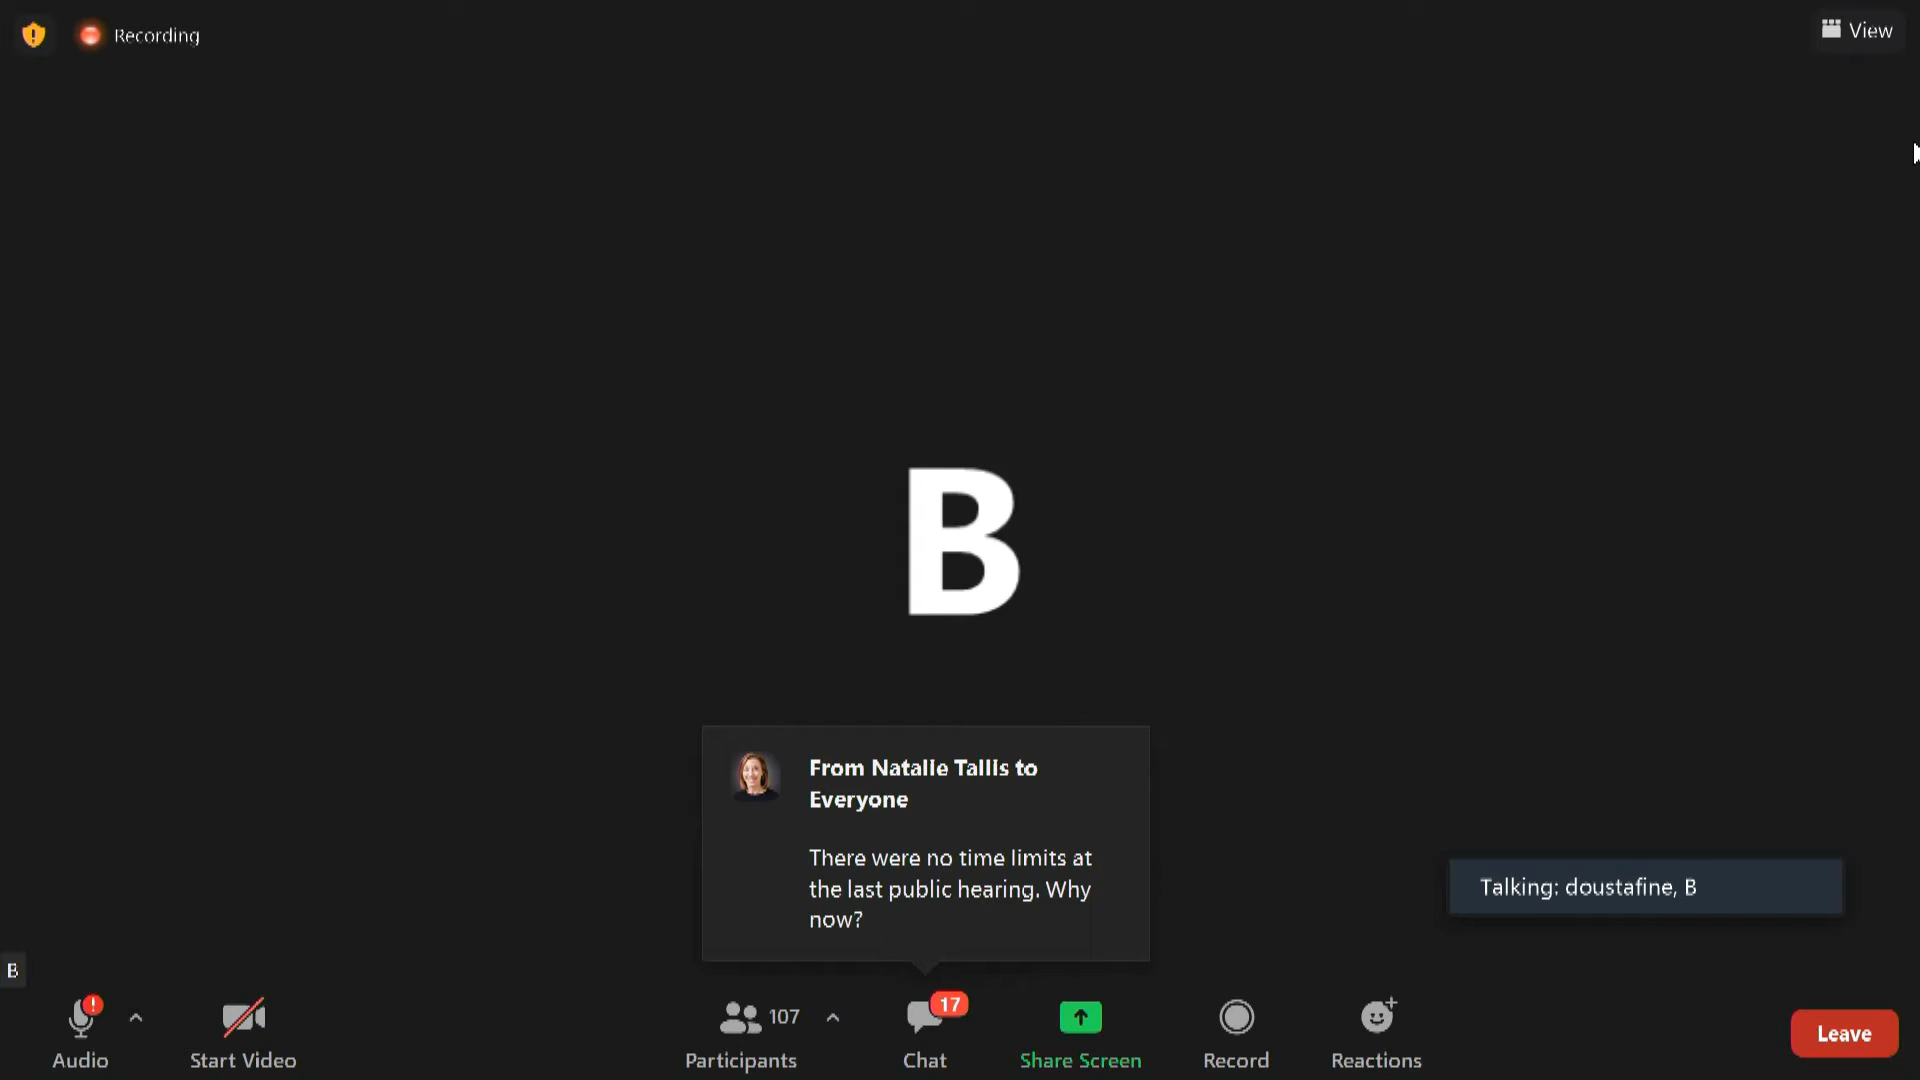 Recording
View
B
From Natalie Tallis to
Everyone
There were no time limits at
the last public hearing. Why
now?
Talking: doustafine, B
B
107
17
Audio
Start Video
Participants
Chat
Share Screen
Record
Reactions
Leave